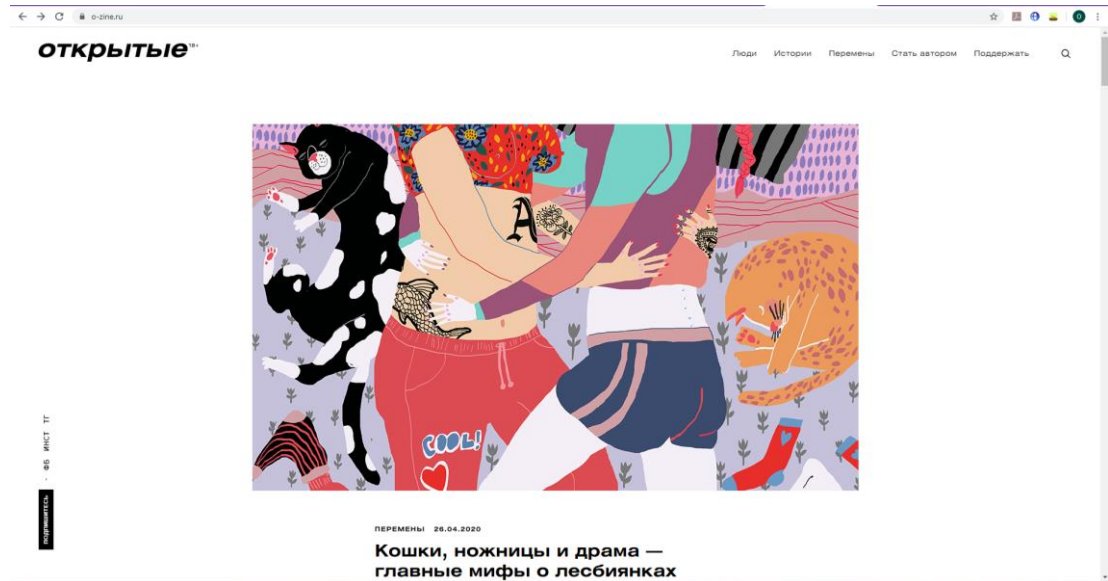 o-zine.ru
открытые 18+
Люди Истории Перемены Стать автором Поддержать
A
COOL!
подпишитесь - ФБ ИНСТ ТГ
ПЕРЕМЕНЫ 26.04.2020
Кошки, ножницы и драма —
главные мифы о лесбиянках